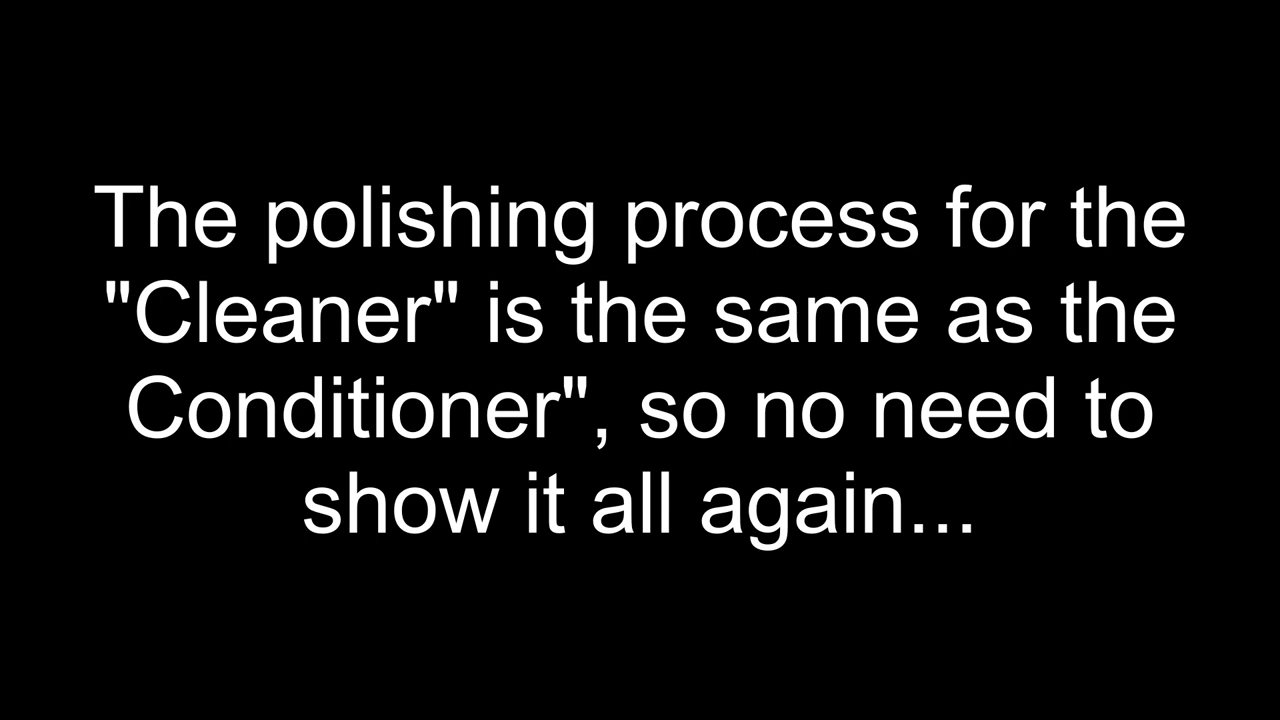 The polishing process for the
"Cleaner" is the same as the
Conditioner", so no need to
show it all again...